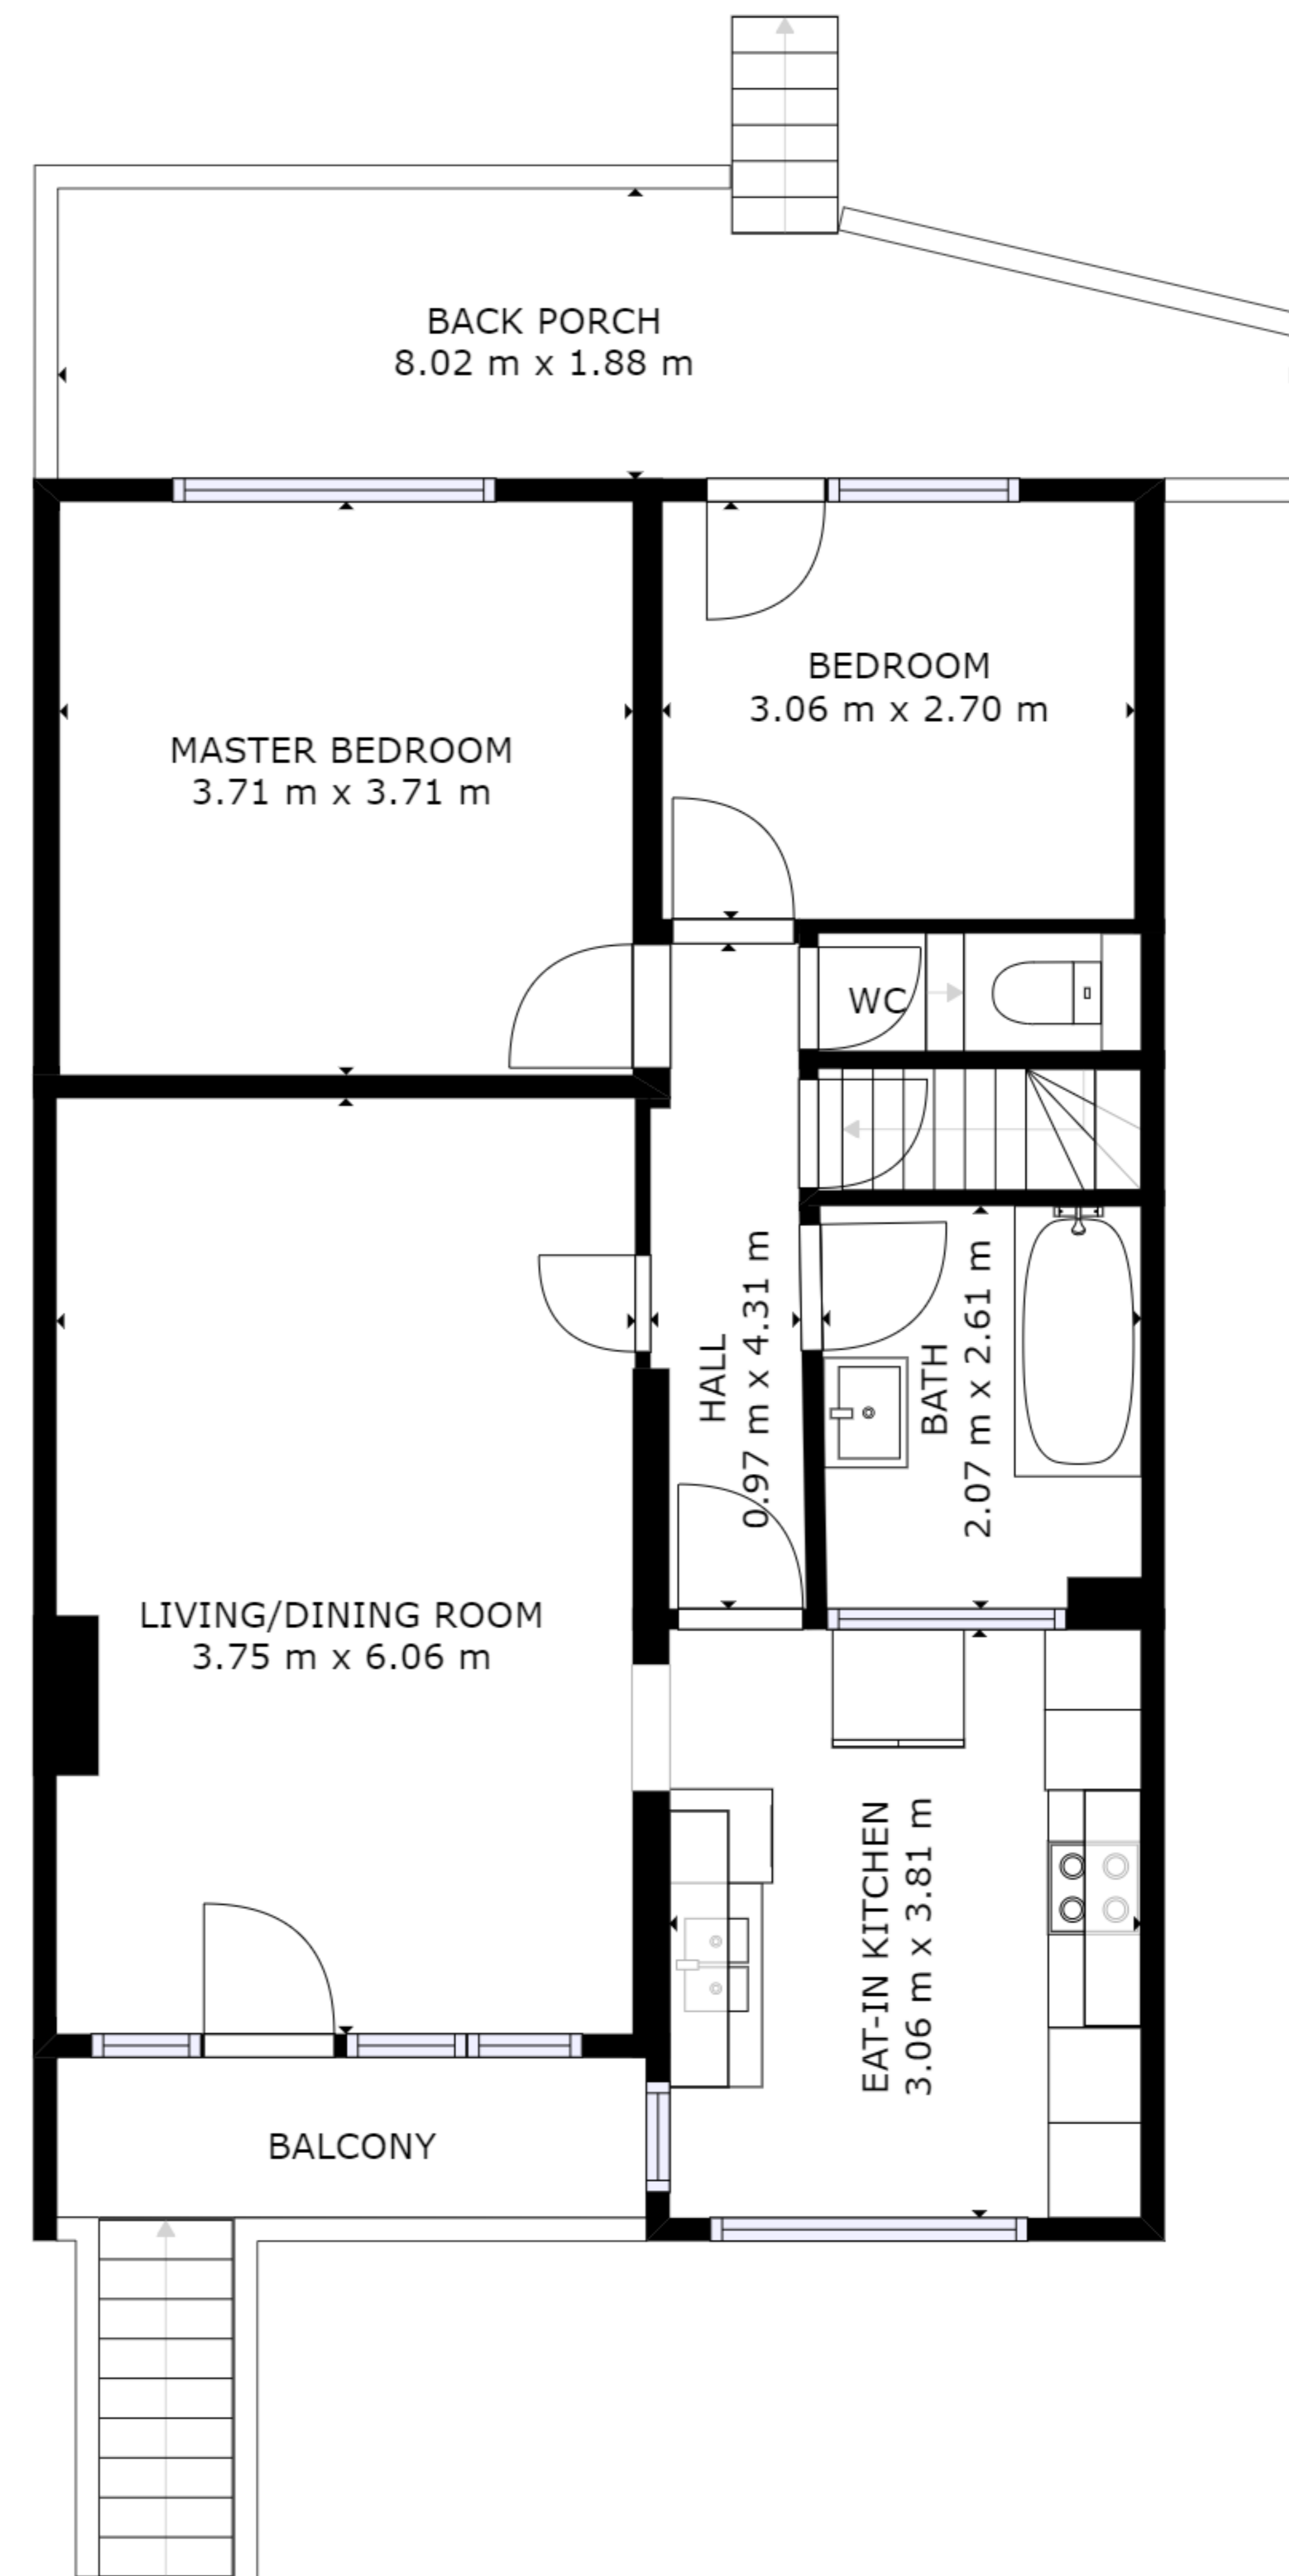 BACK PORCH
8.02 m x 1.88 m
BEDROOM
3.06 m x 2.70 m
MASTER BEDROOM
3.71 m x 3.71 m
WC
HALL
0.97 m x 4.31 m
BATH
2.07 m x 2.61 m
LIVING/DINING ROOM
3.75 m x 6.06 m
EAT-IN KITCHEN
3.06 m x 3.81 m
BALCONY